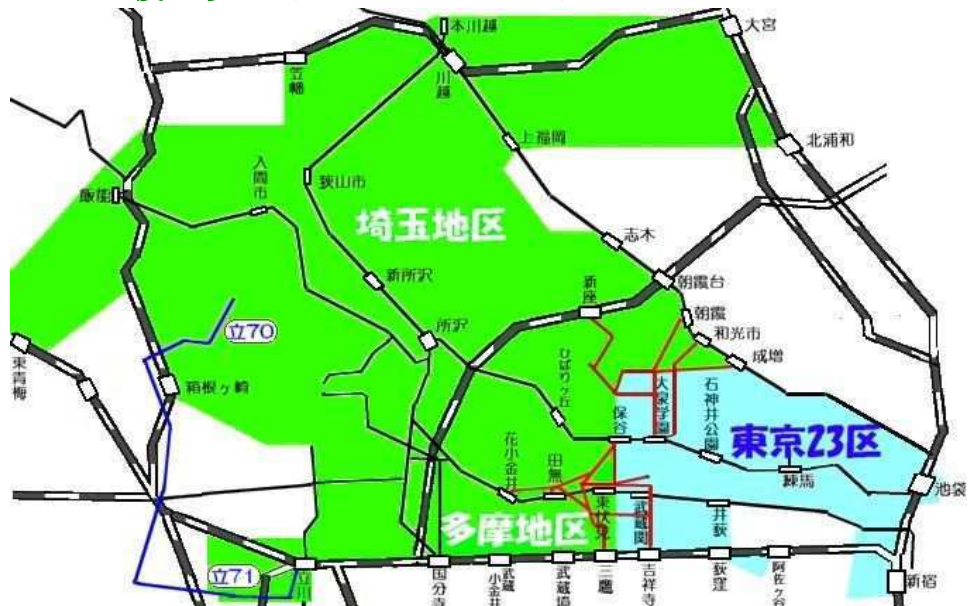 本川越
大宮
笠幡
川越
上福岡
北浦和
入間市
飯能
狭山市
埼玉地区
志木
新所沢
新座
朝霞台
立70
所沢
朝霞
和光市
成増
ひばりヶ丘
東青梅
箱根ヶ崎
大泉学園
石神井公園
保谷
東京23区
花小金井
田無
練馬
池袋
多摩地区
東伏見
武蔵関
井荻
立71
立川
国分寺
武蔵
小金井
武蔵境
三鷹
吉祥寺
荻窪
阿佐ヶ谷
新宿